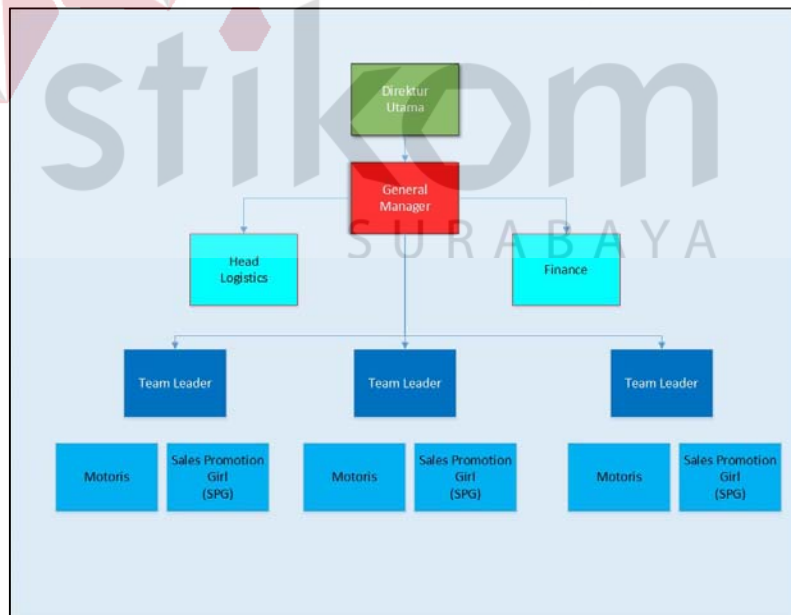 stikom
SURABAYA
Direktur
Utama
General
Manager
Head
Logistics
Finance
Team Leader
Team Leader
Team Leader
Motoris
Sales Promotion
Girl
(SPG)
Motoris
Sales Promotion
Girl
(SPG)
Motoris
Sales Promotion
Girl
(SPG)